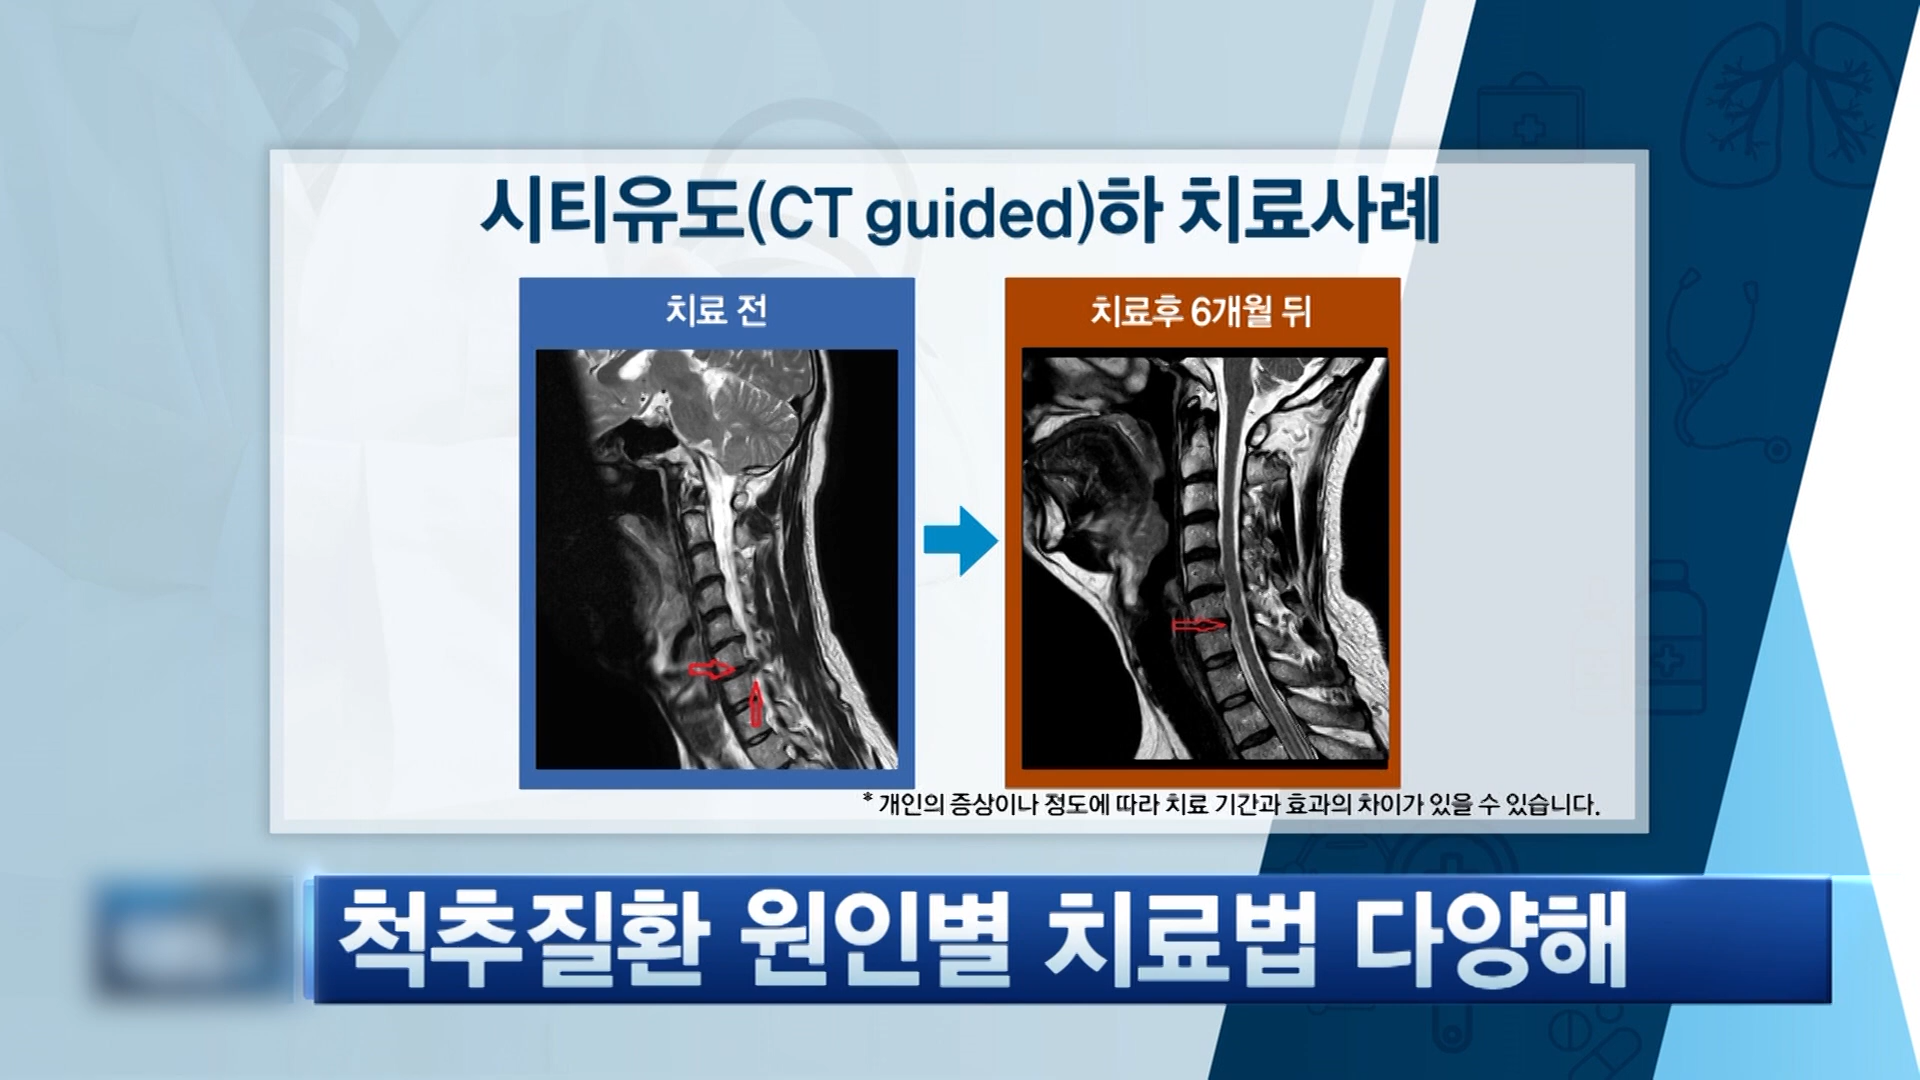 시티유도(CT guided)하 치료사례
치료 전
치료후 6개월 뒤
* 개인의 증상이나 정도에 따라 치료 기간과 효과의 차이가 있을 수 있습니다.
척추질환 원인별 치료법 다양해